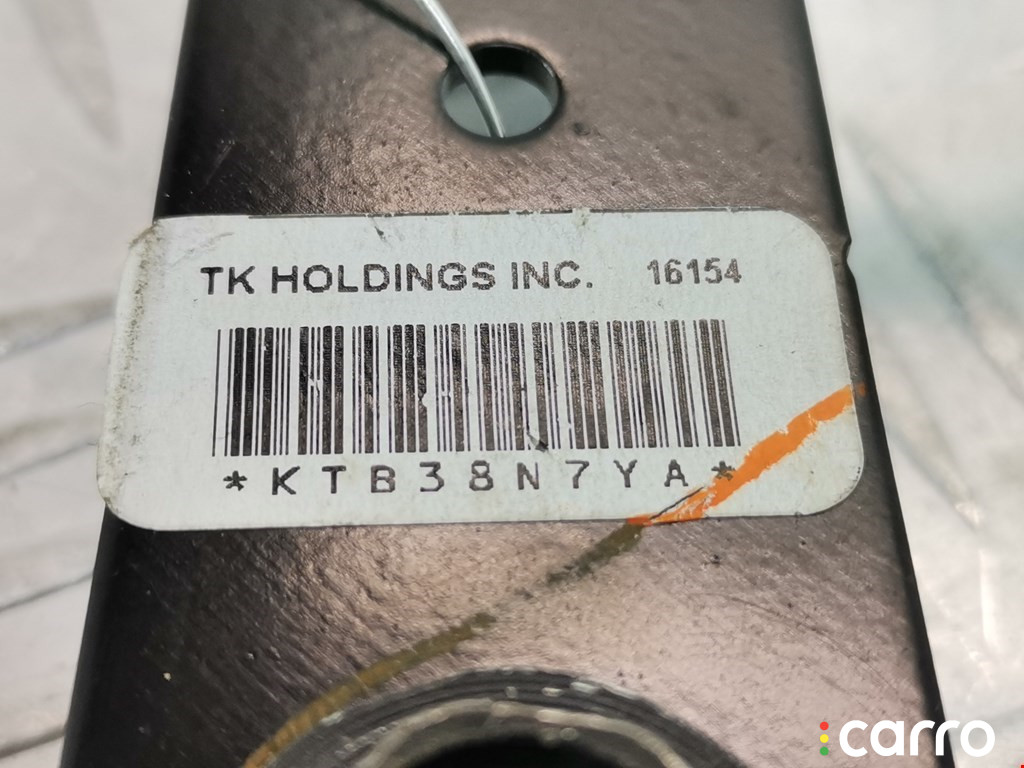 TK HOLDINGS INC. 16154
*KTB38N7YA*
carro